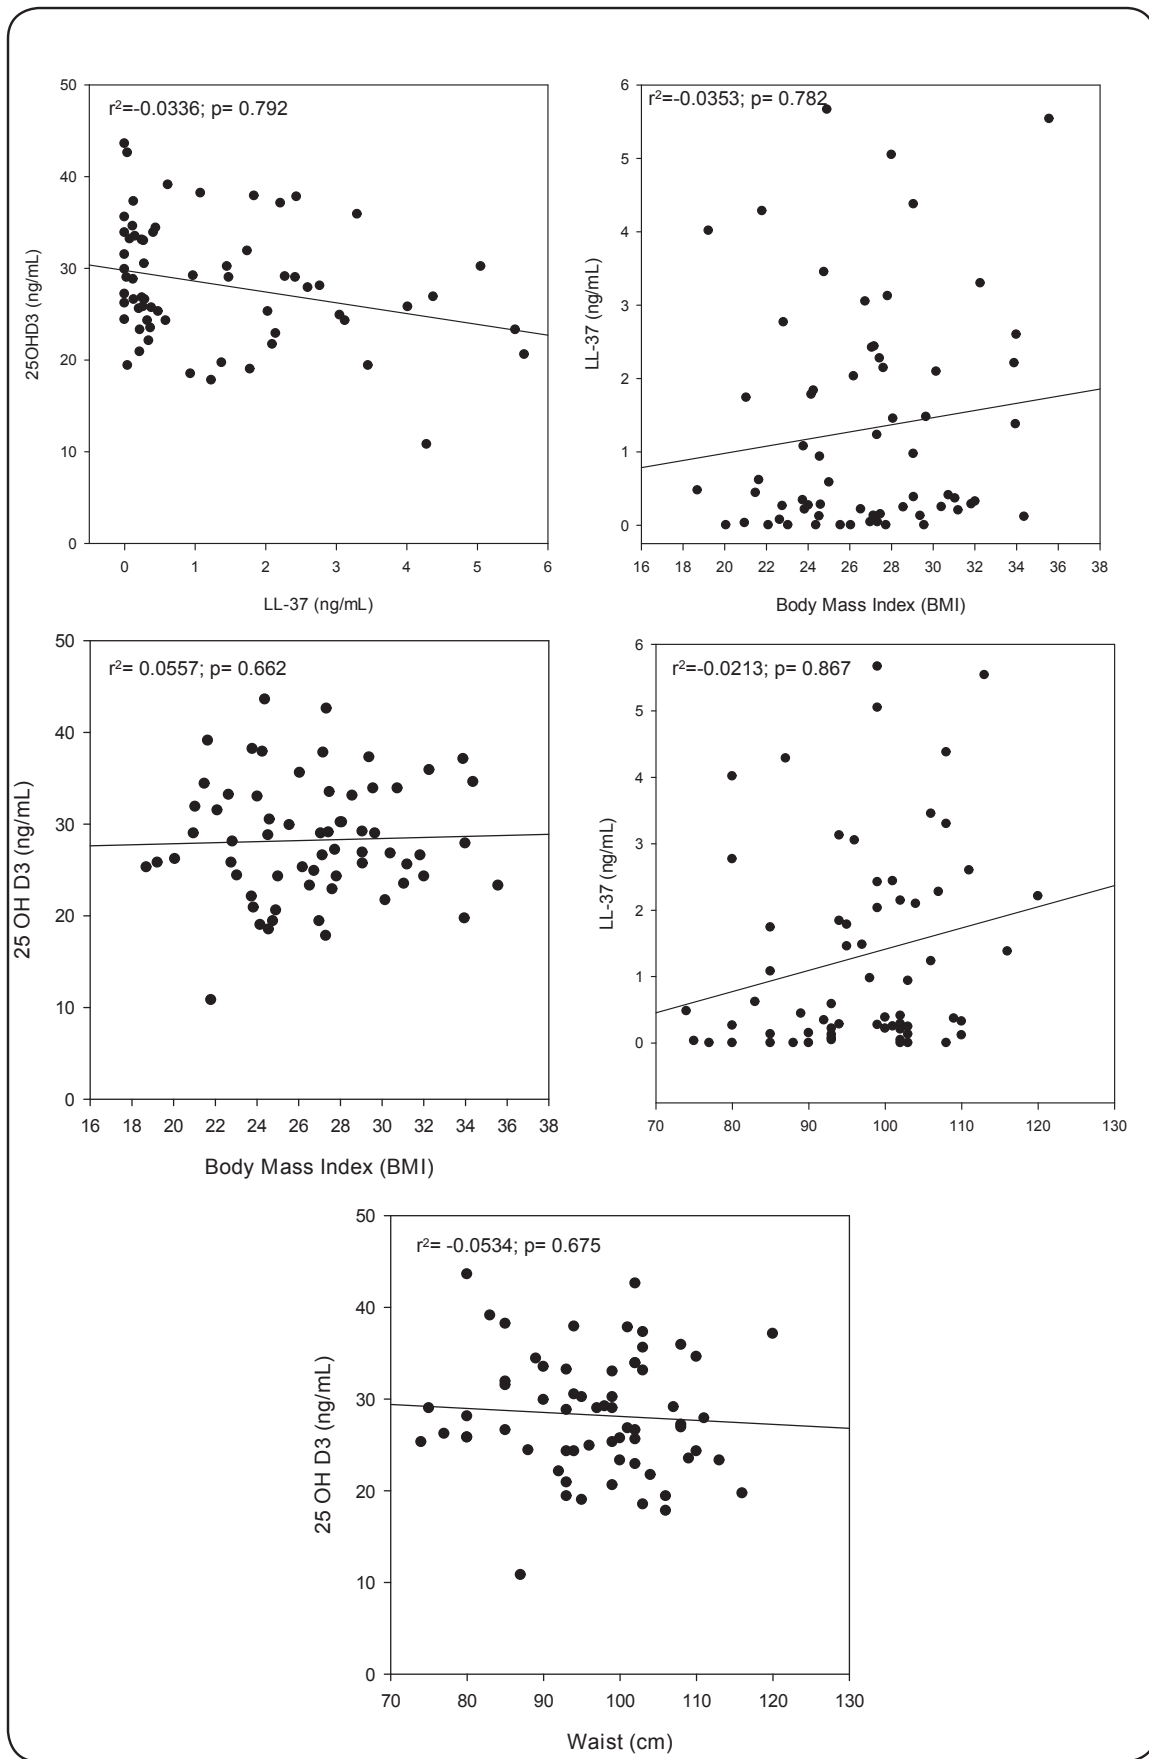 r²=-0.0336; p= 0.792
50
40
30
20
10
0
25OHD3 (ng/mL)
0 1 2 3 4 5 6
LL-37 (ng/mL)
r²=-0.0353; p= 0.782
6
5
4
3
2
1
0
LL-37 (ng/mL)
16 18 20 22 24 26 28 30 32 34 36 38
Body Mass Index (BMI)
r²= 0.0557; p= 0.662
50
40
30
20
10
0
25 OH D3 (ng/mL)
16 18 20 22 24 26 28 30 32 34 36 38
Body Mass Index (BMI)
r²=-0.0213; p= 0.867
6
5
4
3
2
1
0
LL-37 (ng/mL)
70 80 90 100 110 120 130
r²= -0.0534; p= 0.675
50
40
30
20
10
0
25 OH D3 (ng/mL)
70 80 90 100 110 120 130
Waist (cm)